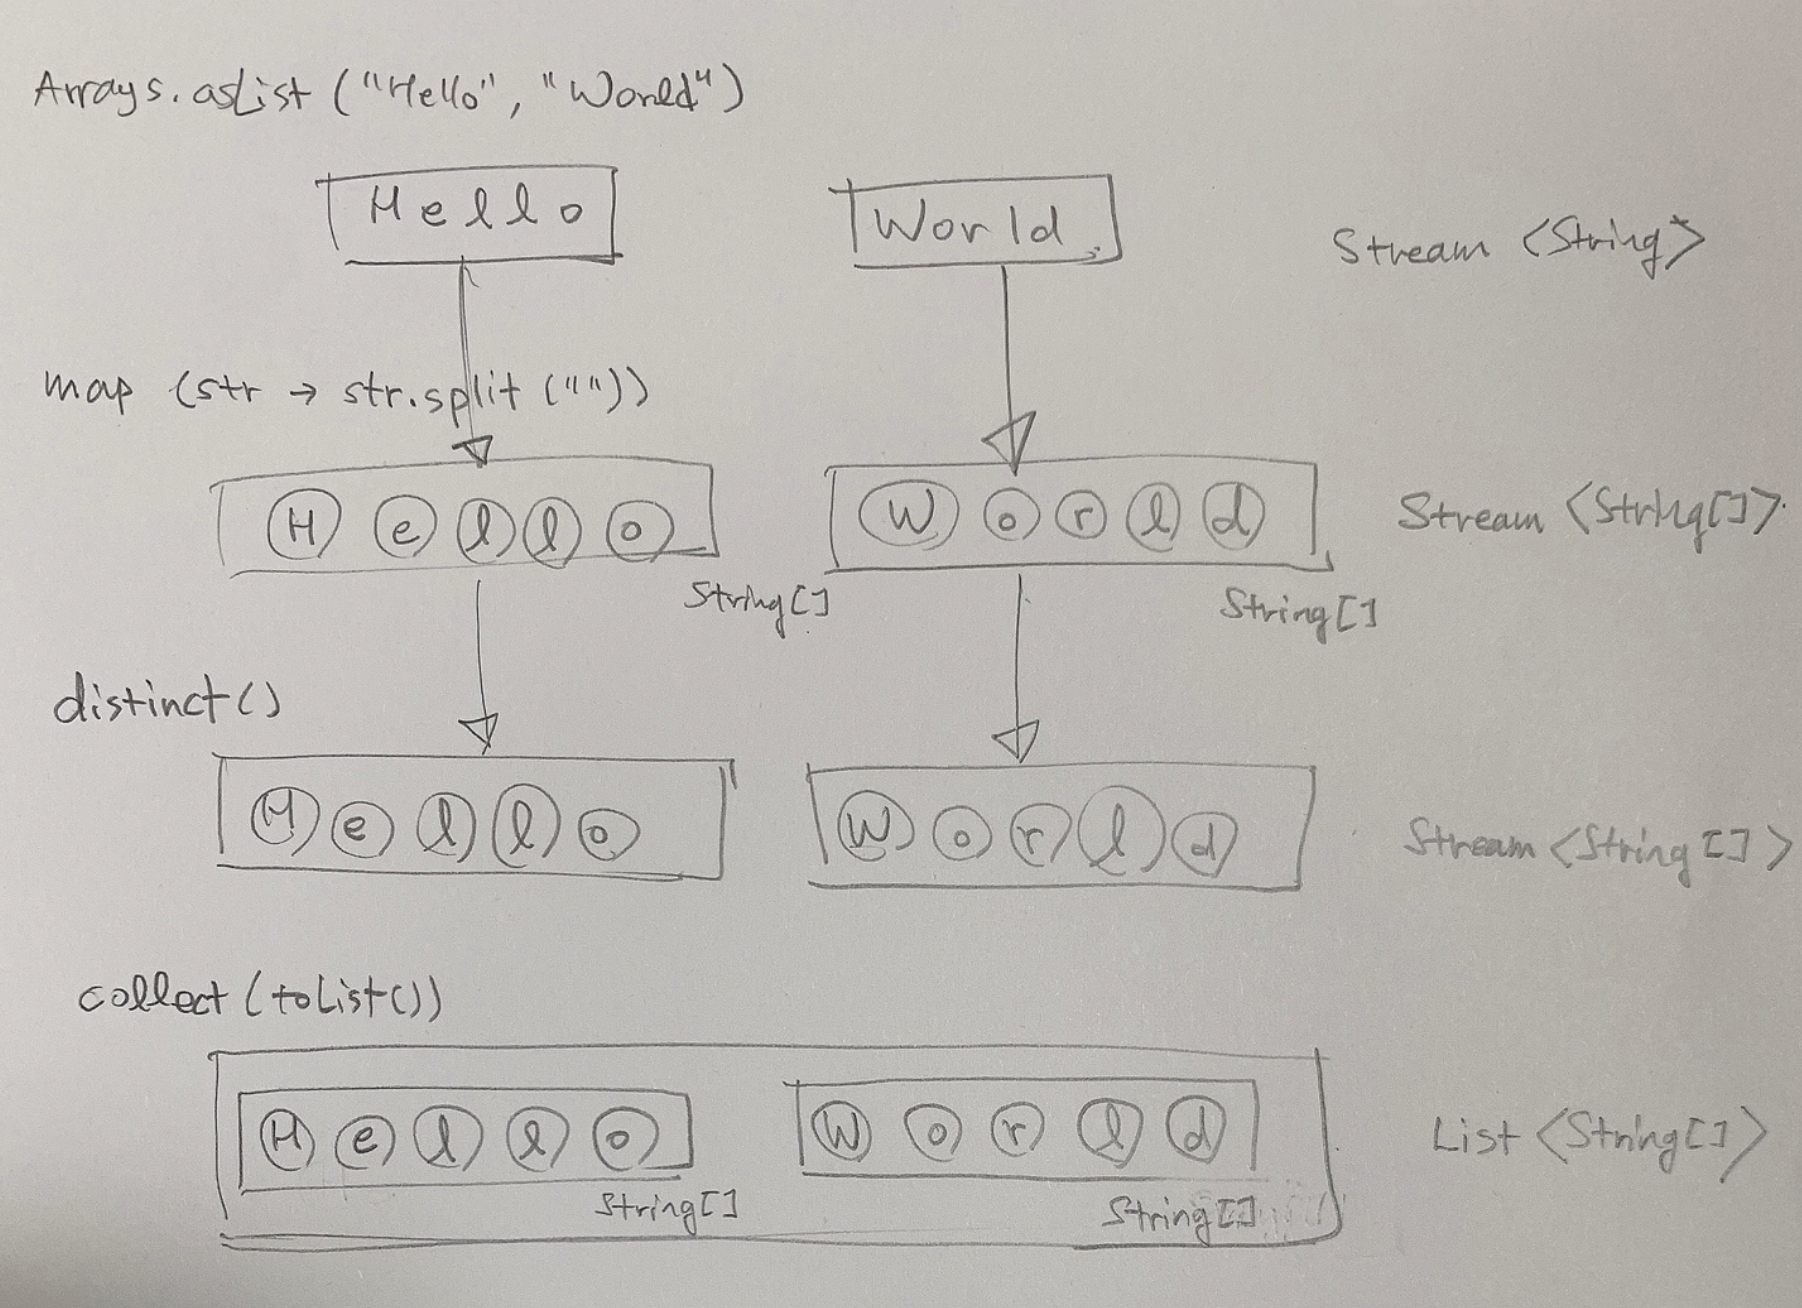 Arrays.asList ("Hello", "World")
Hello World Stream <String>
map (str → str.split (""))
H e l l o W o r l d Stream <String[]>
String[] String[]
distinct()
H e l l o W o r l d Stream <String[]>
collect (toList())
H e l l o W o r l d List <String[]>
String[] String[]